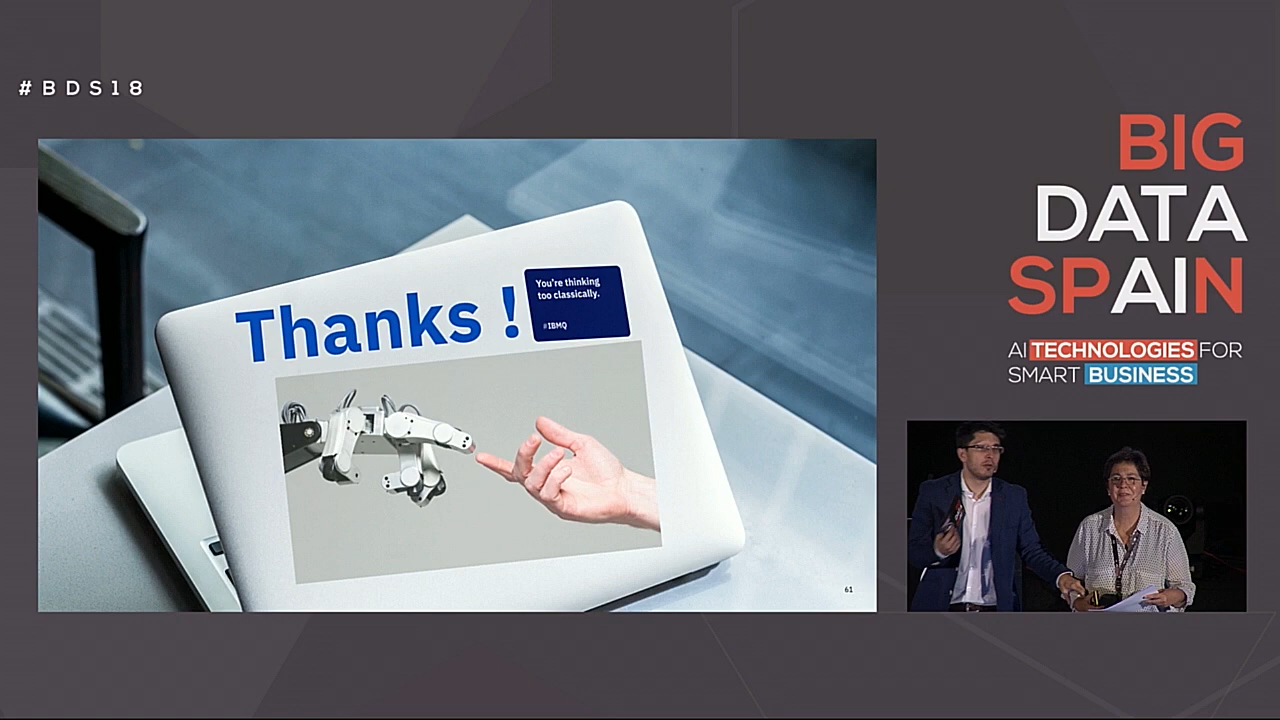 #BDS18
Thanks !
You're thinking
too classically.
#IBMQ
61
BIG
DATA
SPAIN
AI TECHNOLOGIES FOR
SMART BUSINESS